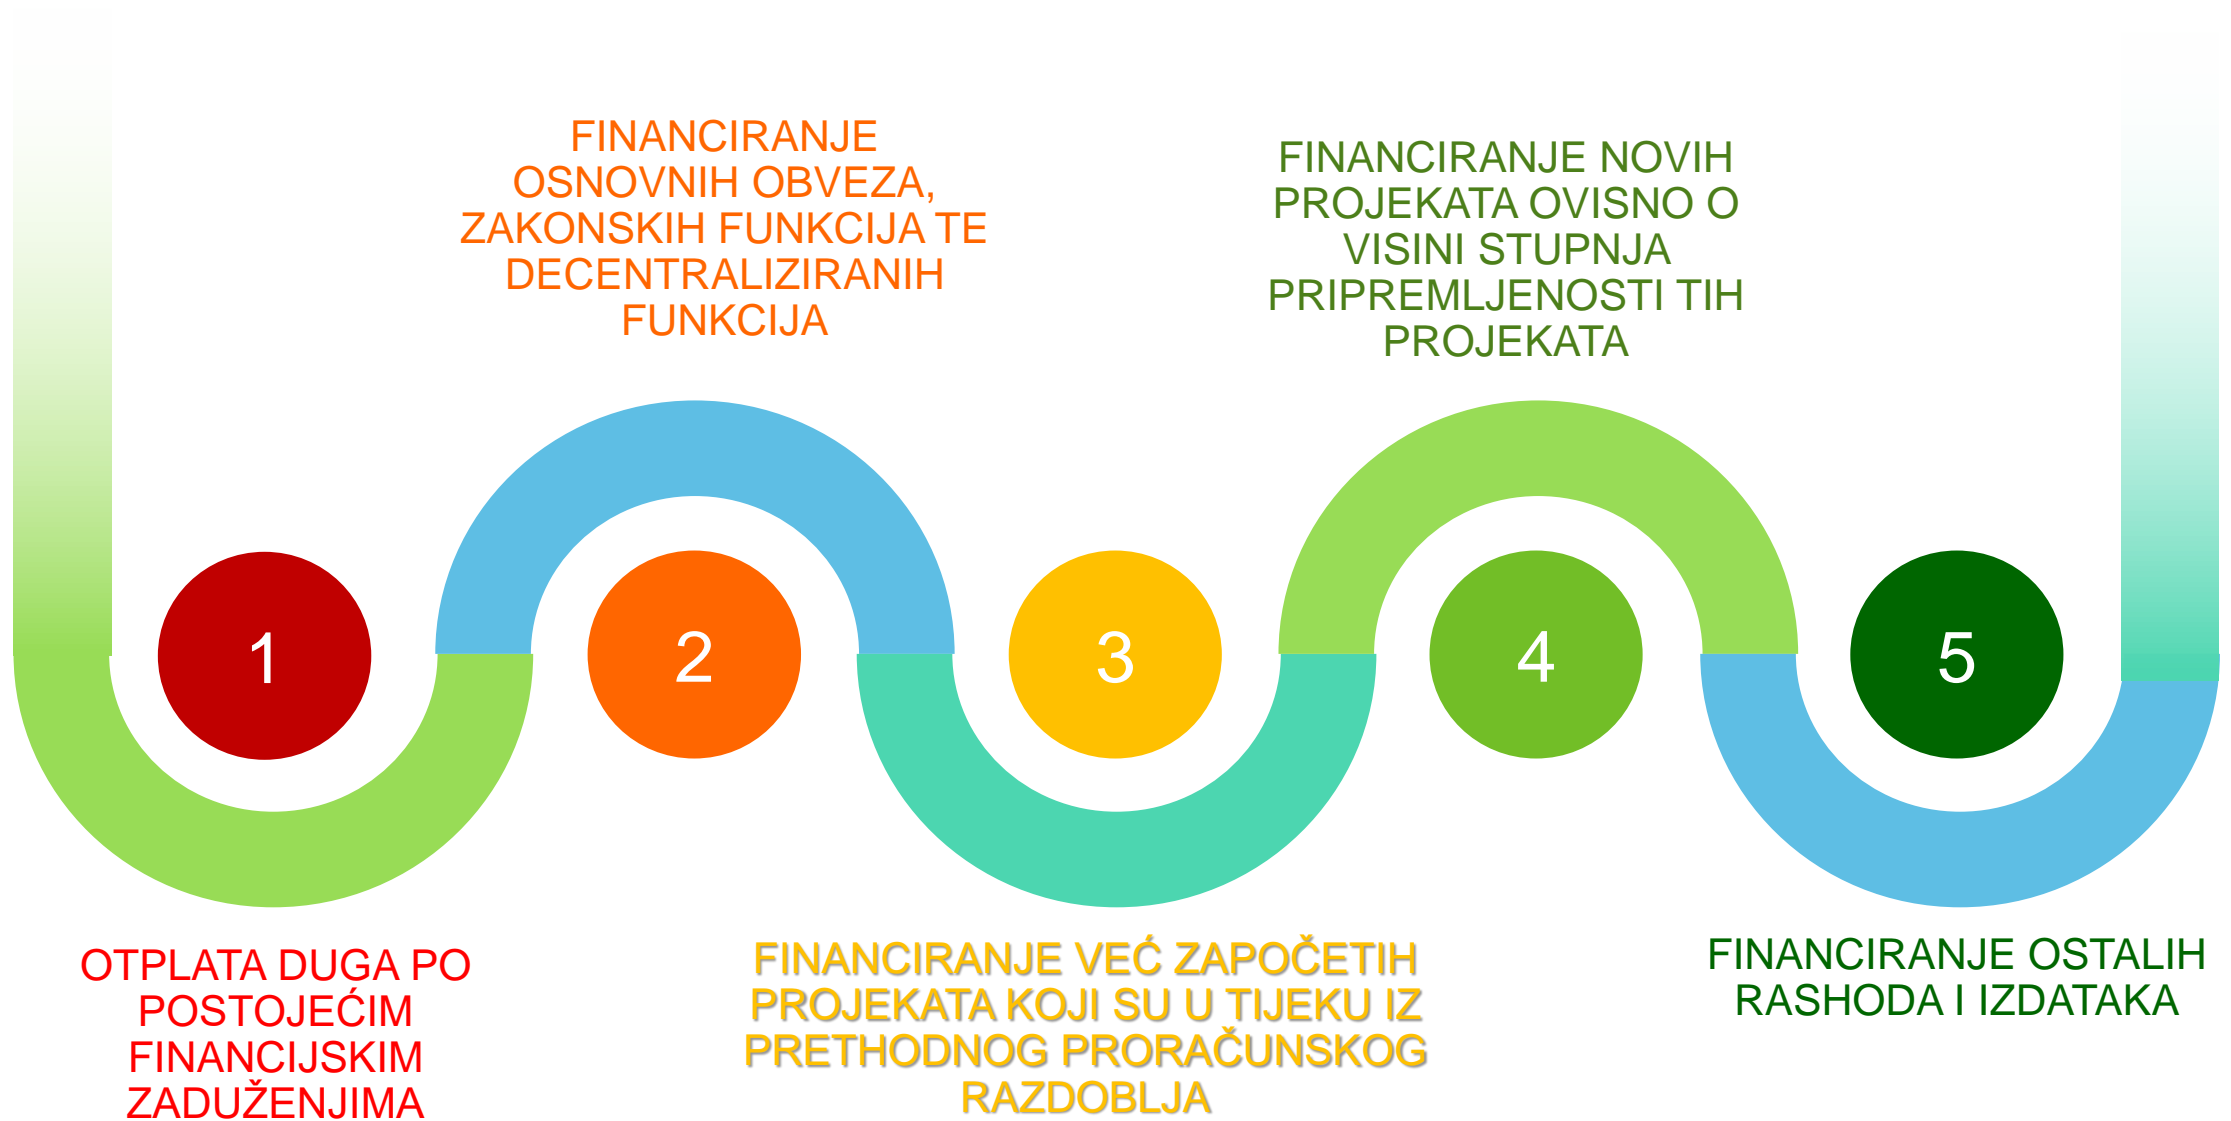 1
OTPLATA DUGA PO
POSTOJEĆIM
FINANCIJSKIM
ZADUŽENJIMA
FINANCIRANJE
OSNOVNIH OBVEZA,
ZAKONSKIH FUNKCIJA TE
DECENTRALIZIRANIH
FUNKCIJA
2
3
FINANCIRANJE VEĆ ZAPOČETIH
PROJEKATA KOJI SU U TIJEKU IZ
PRETHODNOG PRORAČUNSKOG
RAZDOBLJA
FINANCIRANJE NOVIH
PROJEKATA OVISNO O
VISINI STUPNJA
PRIPREMLJENOSTI TIH
PROJEKATA
4
5
FINANCIRANJE OSTALIH
RASHODA I IZDATAKA